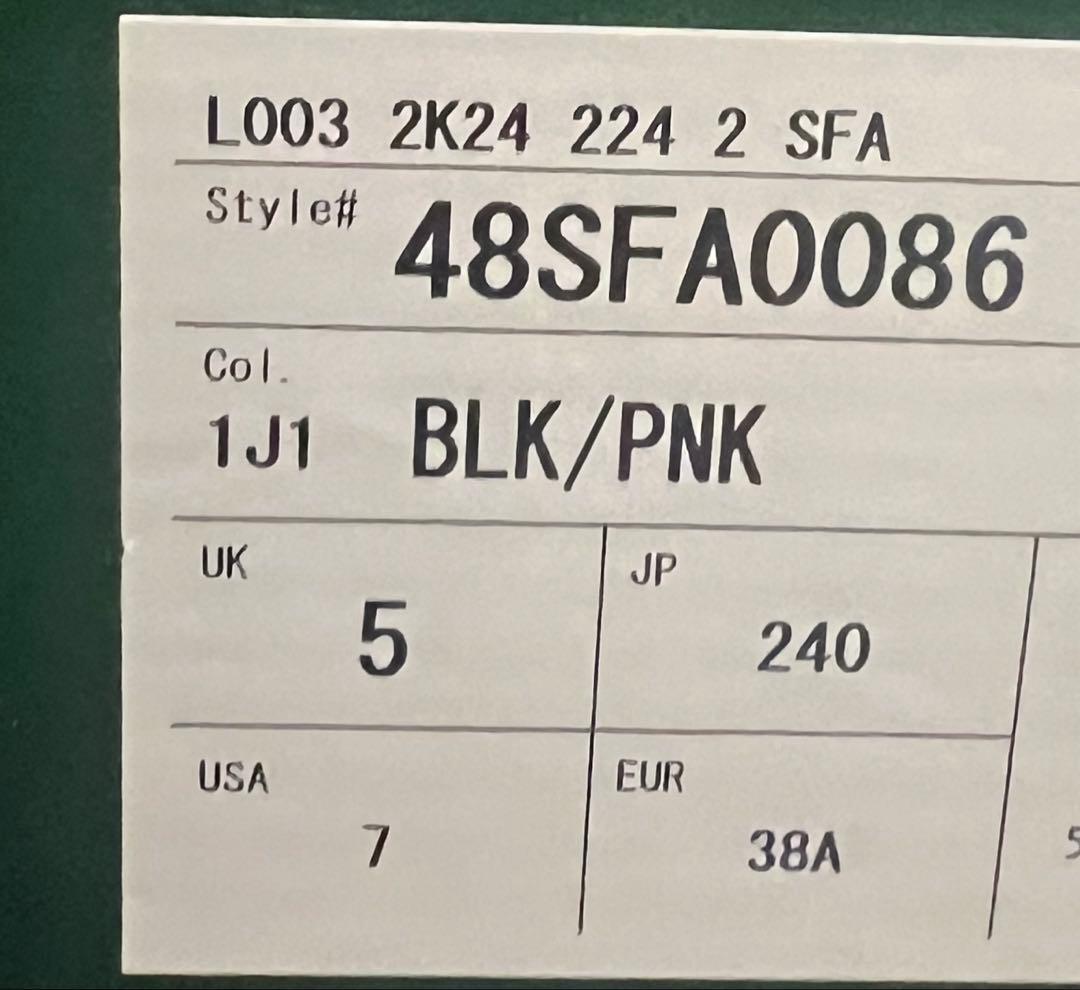 L003 2K24 224 2 SFA
Style# 48SFA0086
Col.
1J1 BLK/PNK
UK JP
5 240
USA EUR
7 38A